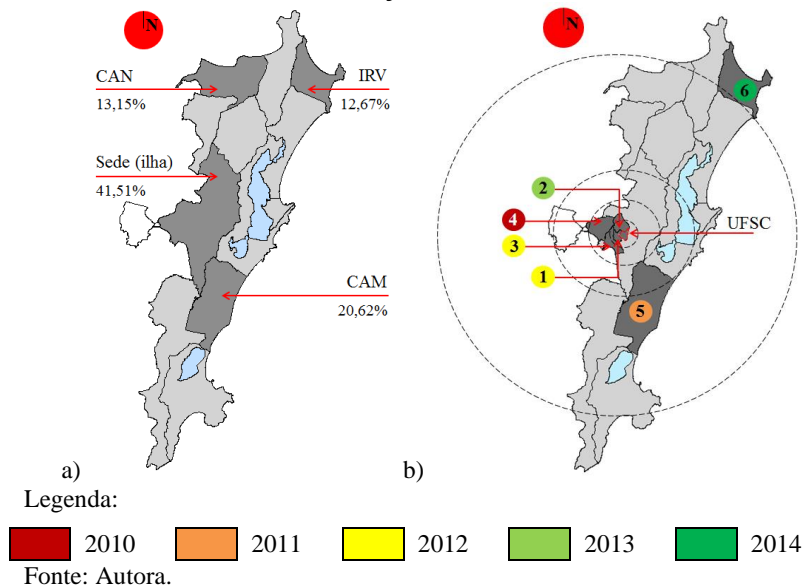 N
CAN
13,15%
IRV
12,67%
Sede (ilha)
41,51%
CAM
20,62%
a)
N
6
2
4
UFSC
3
1
5
b)
Legenda:
2010 2011 2012 2013 2014
Fonte: Autora.